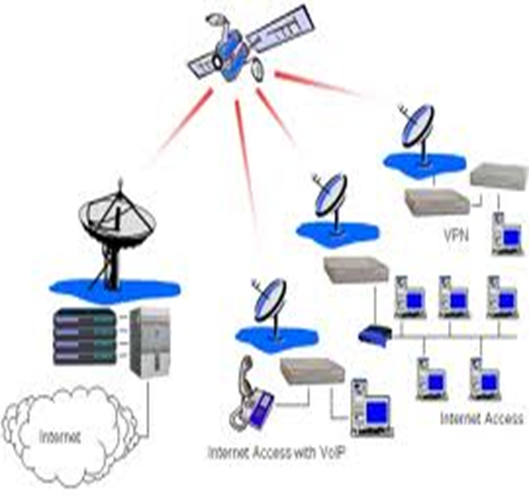 VPN
Internet Access
Internet
Internet Access with VoIP